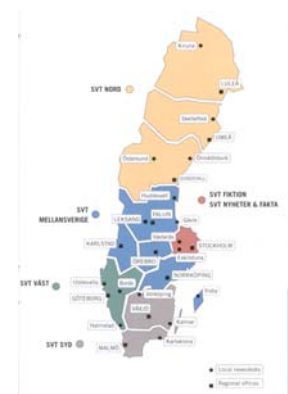 Kiruna
LULEÅ
SVT NORD
Skellefteå
UMEÅ
Östersund
Örnsköldsvik
SUNDSVALL
Hudiksvall
SVT FIKTION
SVT NYHETER & FAKTA
SVT
MELLANSVERIGE
LEKSAND
FALUN
Gävle
KARLSTAD
Västerås
STOCKHOLM
ÖREBRO
Eskilstuna
NORRKÖPING
SVT VÄST
Uddevalla
Borås
Visby
GÖTEBORG
Jönköping
VÄXJÖ
Halmstad
Kalmar
SVT SYD
MALMÖ
Karlskrona
Local newsdesks
Regional offices